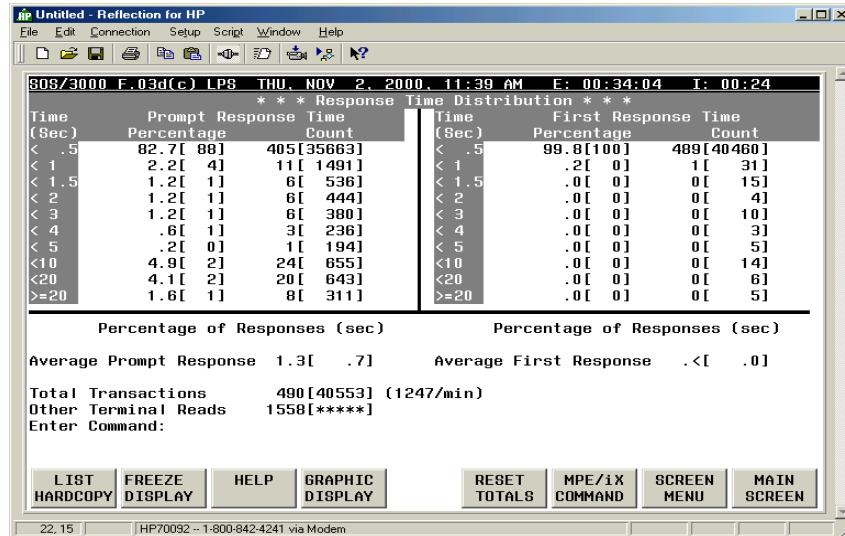 Untitled - Reflection for HP
File Edit Connection Setup Script Window Help
SOS/3000 F.03d(c) LPS THU, NOV 2, 2000, 11:39 AM E: 00:34:04 I: 00:24
* * * Response Time Distribution * * *
Time Prompt Response Time Time First Response Time
(Sec) Percentage Count (Sec) Percentage Count
< .5 82.7[ 88] 405[35663] < .5 99.8[100] 489[40460]
< 1 2.2[ 4] 11[ 1491] < 1 .2[ 0] 1[ 31]
< 1.5 1.2[ 1] 6[ 536] < 1.5 .0[ 0] 0[ 15]
< 2 1.2[ 1] 6[ 444] < 2 .0[ 0] 0[ 4]
< 3 1.2[ 1] 6[ 380] < 3 .0[ 0] 0[ 10]
< 4 .6[ 1] 3[ 236] < 4 .0[ 0] 0[ 3]
< 5 .2[ 0] 1[ 194] < 5 .0[ 0] 0[ 5]
<10 4.9[ 2] 24[ 655] <10 .0[ 0] 0[ 14]
<20 4.1[ 2] 20[ 643] <20 .0[ 0] 0[ 6]
>=20 1.6[ 1] 8[ 311] >=20 .0[ 0] 0[ 5]
Percentage of Responses (sec) Percentage of Responses (sec)
Average Prompt Response 1.3[ .7] Average First Response .<[ .0]
Total Transactions 490[40553] (1247/min)
Other Terminal Reads 1558[*****]
Enter Command:
LIST HARDCOPY
FREEZE DISPLAY
HELP
GRAPHIC DISPLAY
RESET TOTALS
MPE/iX COMMAND
SCREEN MENU
MAIN SCREEN
22, 15 HP70092 -- 1-800-842-4241 via Modem